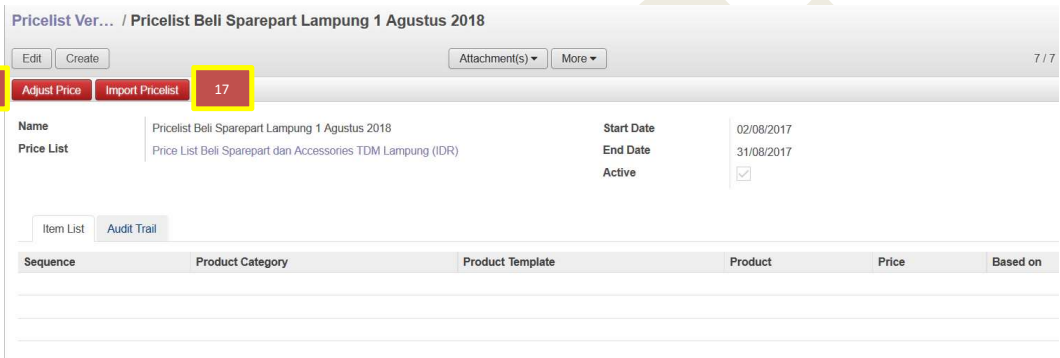 Pricelist Ver... / Pricelist Beli Sparepart Lampung 1 Agustus 2018
Edit Create Attachment(s) More 7 / 7
Adjust Price Import Pricelist 17
Name Pricelist Beli Sparepart Lampung 1 Agustus 2018 Start Date 02/08/2017
Price List Price List Beli Sparepart dan Accessories TDM Lampung (IDR) End Date 31/08/2017
Active
Item List Audit Trail
Sequence Product Category Product Template Product Price Based on